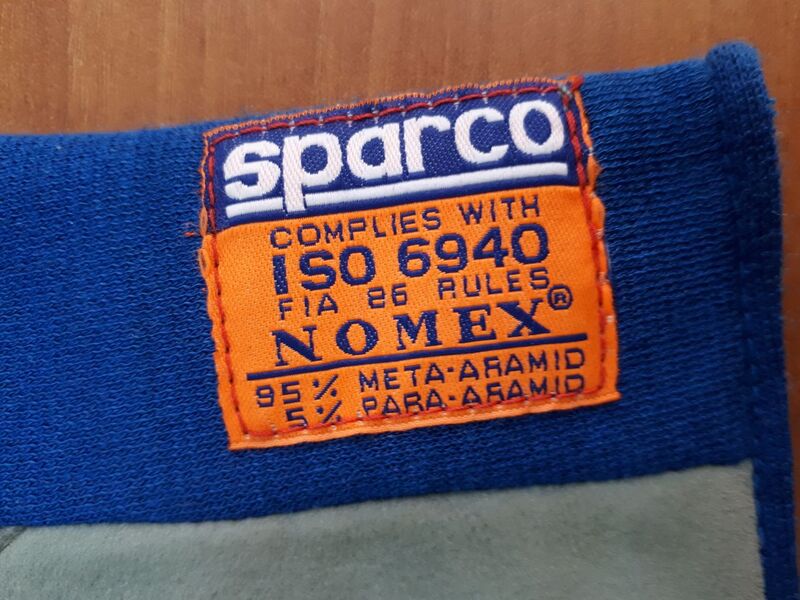 sparco
COMPLIES WITH
ISO 6940
FIA 86 RULES
NOMEX®
95% META-ARAMID
5% PARA-ARAMID